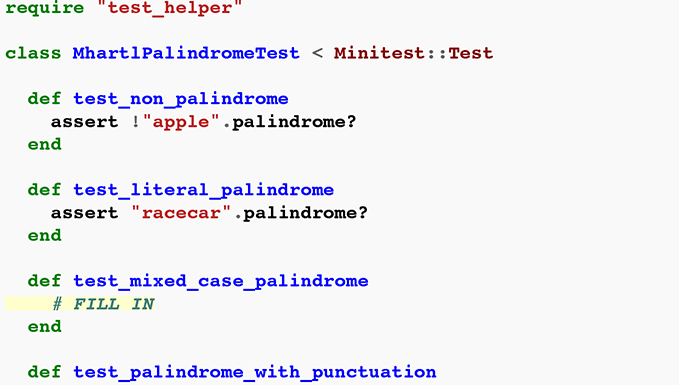 require "test_helper"
class MhartlPalindromeTest < Minitest::Test
def test_non_palindrome
assert !"apple".palindrome?
end
def test_literal_palindrome
assert "racecar".palindrome?
end
def test_mixed_case_palindrome
# FILL IN
end
def test_palindrome_with_punctuation